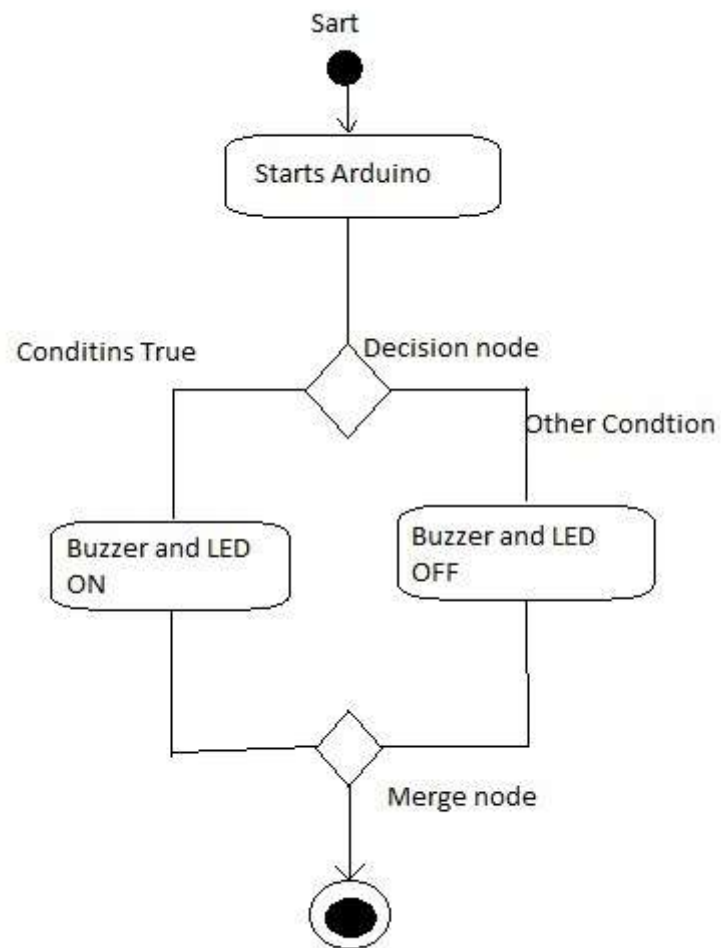 Sart
Starts Arduino
Conditins True
Decision node
Other Condtion
Buzzer and LED
ON
Buzzer and LED
OFF
Merge node